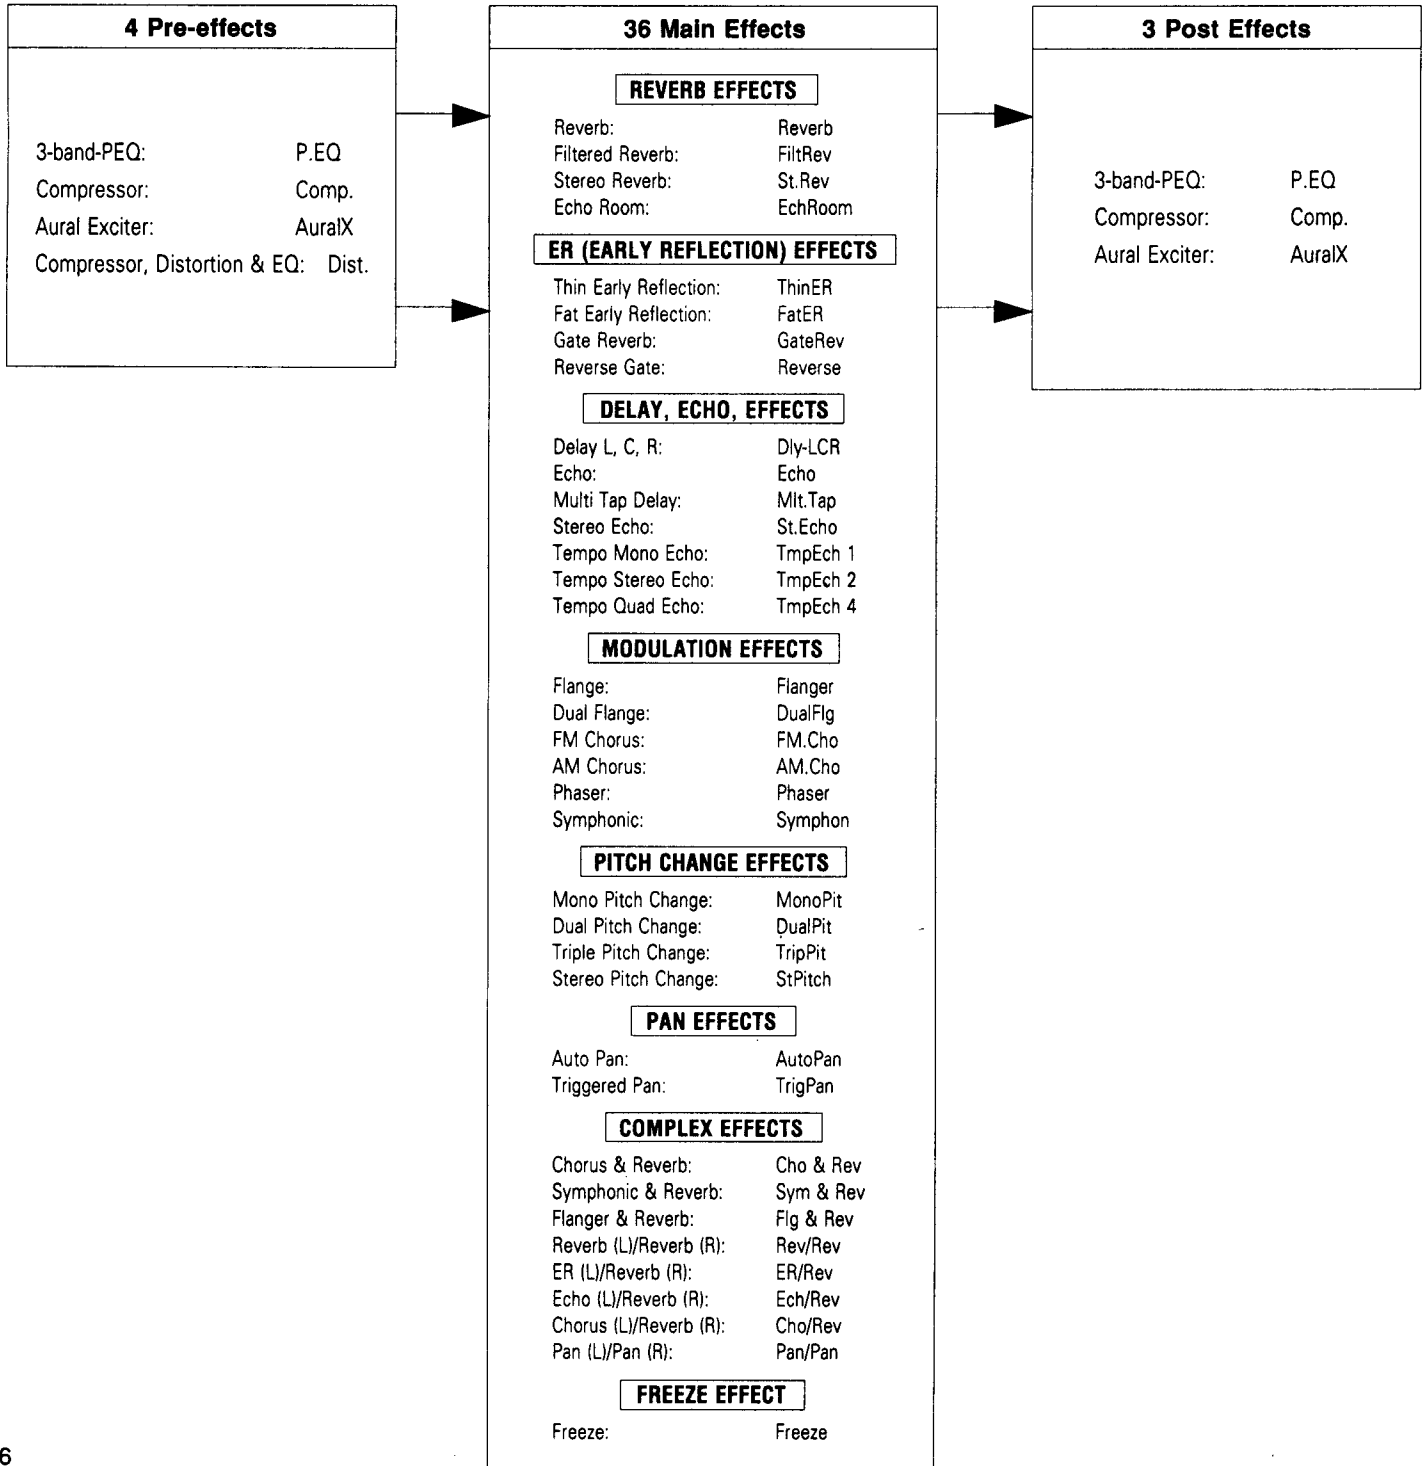 4 Pre-effects
3-band-PEQ: P.EQ
Compressor: Comp.
Aural Exciter: AuralX
Compressor, Distortion & EQ: Dist.
36 Main Effects
REVERB EFFECTS
Reverb: Reverb
Filtered Reverb: FiltRev
Stereo Reverb: St.Rev
Echo Room: EchRoom
ER (EARLY REFLECTION) EFFECTS
Thin Early Reflection: ThinER
Fat Early Reflection: FatER
Gate Reverb: GateRev
Reverse Gate: Reverse
DELAY, ECHO, EFFECTS
Delay L, C, R: Dly-LCR
Echo: Echo
Multi Tap Delay: Mlt.Tap
Stereo Echo: St.Echo
Tempo Mono Echo: TmpEch 1
Tempo Stereo Echo: TmpEch 2
Tempo Quad Echo: TmpEch 4
MODULATION EFFECTS
Flange: Flanger
Dual Flange: DualFlg
FM Chorus: FM.Cho
AM Chorus: AM.Cho
Phaser: Phaser
Symphonic: Symphon
PITCH CHANGE EFFECTS
Mono Pitch Change: MonoPit
Dual Pitch Change: DualPit
Triple Pitch Change: TripPit
Stereo Pitch Change: StPitch
PAN EFFECTS
Auto Pan: AutoPan
Triggered Pan: TrigPan
COMPLEX EFFECTS
Chorus & Reverb: Cho & Rev
Symphonic & Reverb: Sym & Rev
Flanger & Reverb: Flg & Rev
Reverb (L)/Reverb (R): Rev/Rev
ER (L)/Reverb (R): ER/Rev
Echo (L)/Reverb (R): Ech/Rev
Chorus (L)/Reverb (R): Cho/Rev
Pan (L)/Pan (R): Pan/Pan
FREEZE EFFECT
Freeze: Freeze
3 Post Effects
3-band-PEQ: P.EQ
Compressor: Comp.
Aural Exciter: AuralX
6